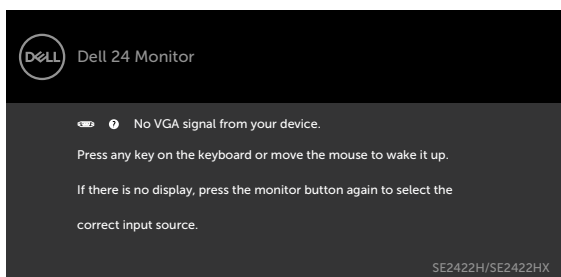 DELL
Dell 24 Monitor
No VGA signal from your device.
Press any key on the keyboard or move the mouse to wake it up.
If there is no display, press the monitor button again to select the
correct input source.
SE2422H/SE2422HX